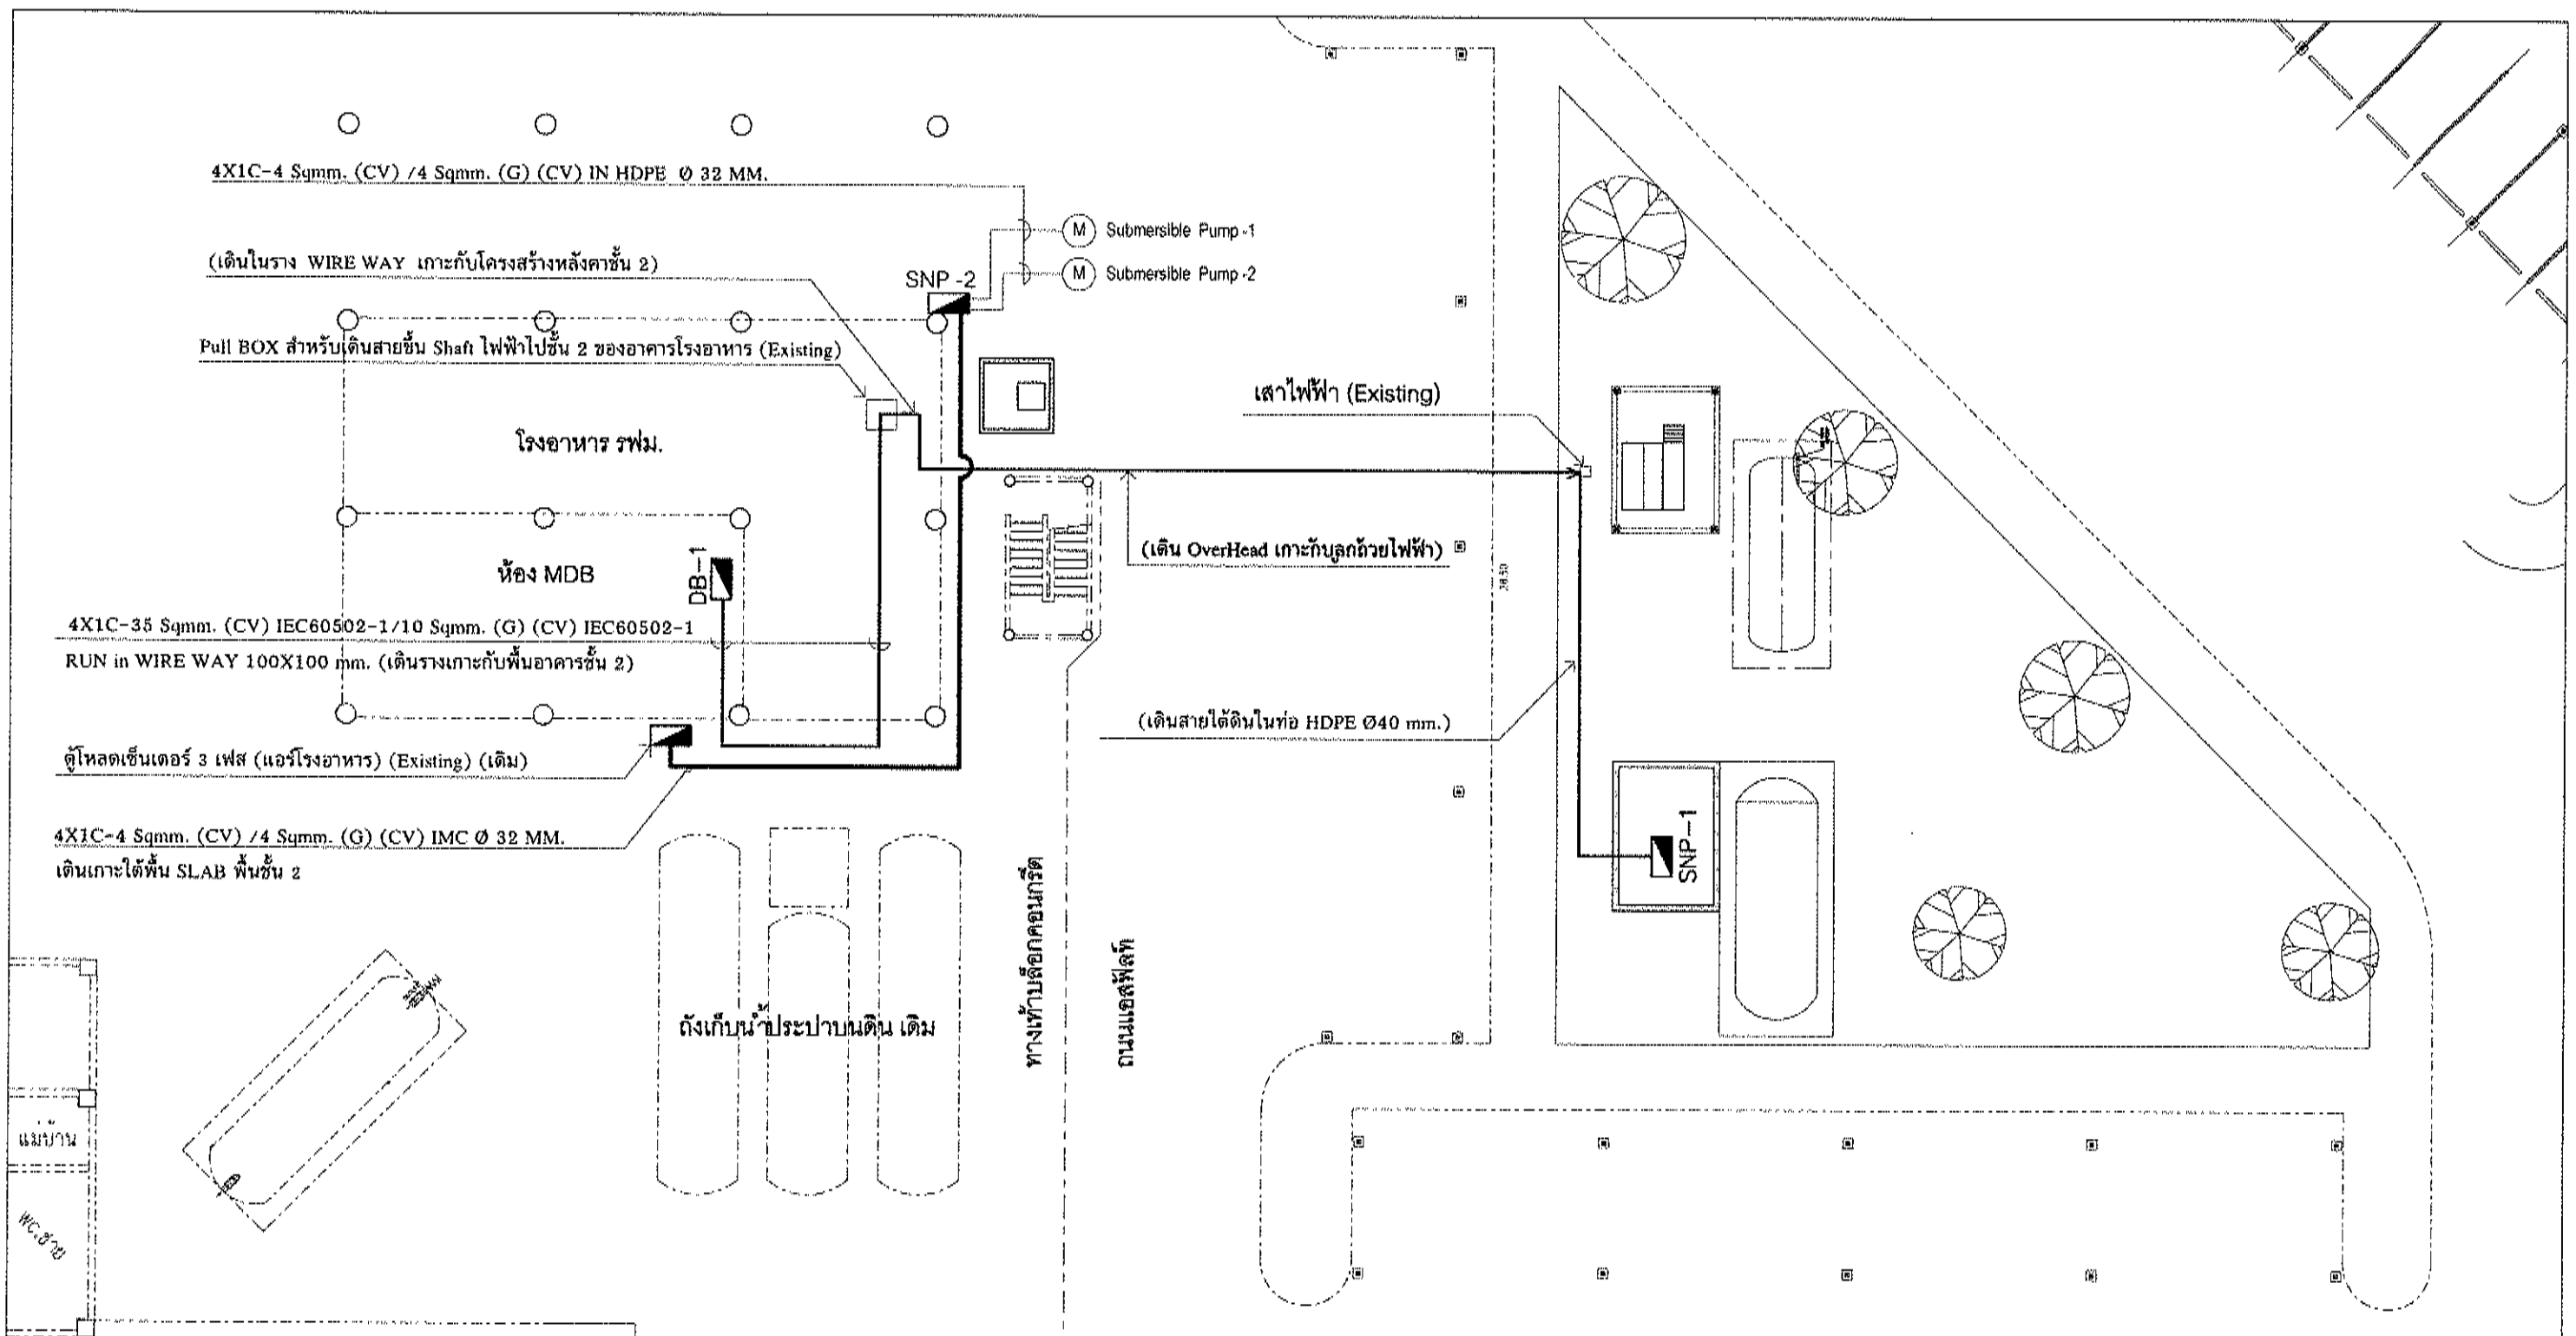 4X1C-4 Sqmm. (CV) /4 Sqmm. (G) (CV) IN HDPE Ø 32 MM.
M Submersible Pump-1
(เดินในราง WIRE WAY เกาะกับโครงสร้างหลังคาชั้น 2)
M Submersible Pump-2
SNP-2
Pull BOX สำหรับเดินสายขึ้น Shaft ไฟฟ้าไปชั้น 2 ของอาคารโรงอาหาร (Existing)
เสาไฟฟ้า (Existing)
โรงอาหาร รฟม.
(เดิน OverHead เกาะกับลูกถ้วยไฟฟ้า)
ห้อง MDB
DB-1
28.50
4X1C-35 Sqmm. (CV) IEC60502-1/10 Sqmm. (G) (CV) IEC60502-1
RUN in WIRE WAY 100X100 mm. (เดินรางเกาะกับพื้นอาคารชั้น 2)
(เดินสายใต้ดินในท่อ HDPE Ø40 mm.)
ตู้โหลดเซ็นเตอร์ 3 เฟส (แอร์โรงอาหาร) (Existing) (เดิม)
4X1C-4 Sqmm. (CV) /4 Sqmm. (G) (CV) IMC Ø 32 MM.
เดินเกาะใต้พื้น SLAB พื้นชั้น 2
SNP-1
ทางเท้าบล็อกคอนกรีต
ถนนแอสฟัลท์
ถังเก็บน้ำประปาบนดิน เดิม
แม่บ้าน
WC.ชาย